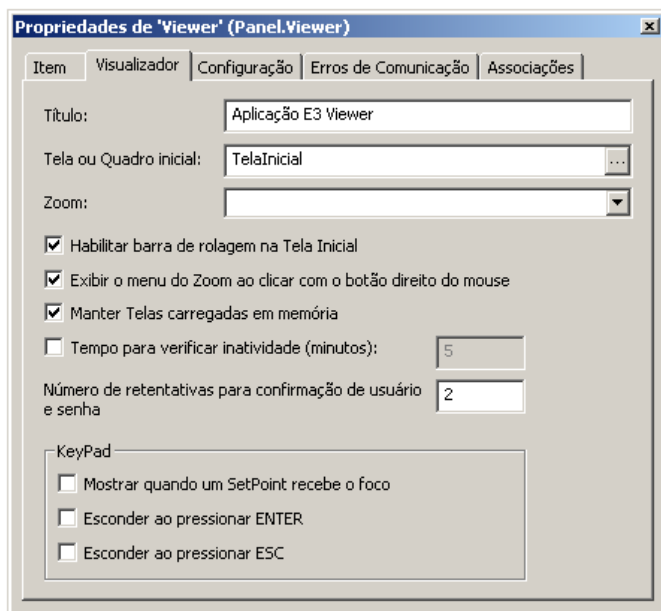 Propriedades de 'Viewer' (Panel.Viewer)
Item Visualizador Configuração Erros de Comunicação Associações
Título: Aplicação E3 Viewer
Tela ou Quadro inicial: TelaInicial ...
Zoom:
Habilitar barra de rolagem na Tela Inicial
Exibir o menu do Zoom ao clicar com o botão direito do mouse
Manter Telas carregadas em memória
Tempo para verificar inatividade (minutos): 5
Número de retentativas para confirmação de usuário
e senha 2
KeyPad
Mostrar quando um SetPoint recebe o foco
Esconder ao pressionar ENTER
Esconder ao pressionar ESC